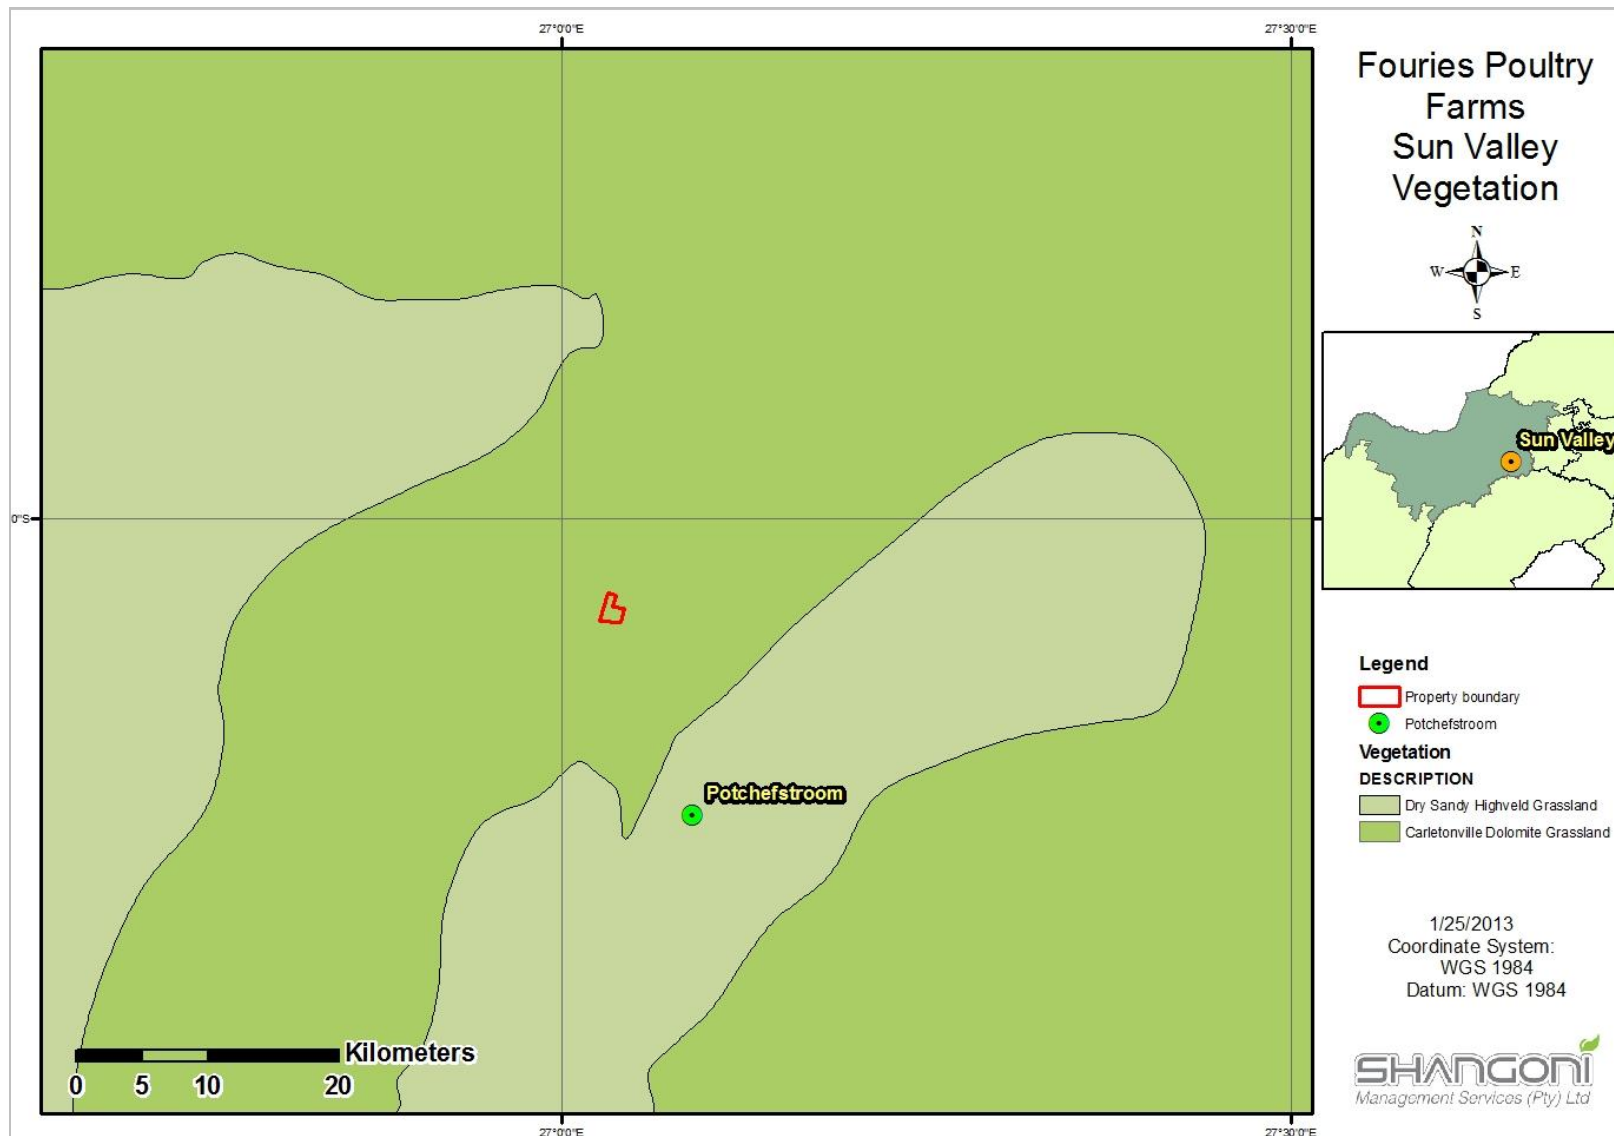 27°0'0"E
27°30'0"E
Fouries Poultry
Farms
Sun Valley
Vegetation
N
W
E
S
Sun Valley
0"S
Legend
Property boundary
Potchefstroom
Vegetation
DESCRIPTION
Dry Sandy Highveld Grassland
Carletonville Dolomite Grassland
Potchefstroom
1/25/2013
Coordinate System:
WGS 1984
Datum: WGS 1984
Kilometers
0 5 10 20
SHANGONI
Management Services (Pty) Ltd
27°0'0"E
27°30'0"E